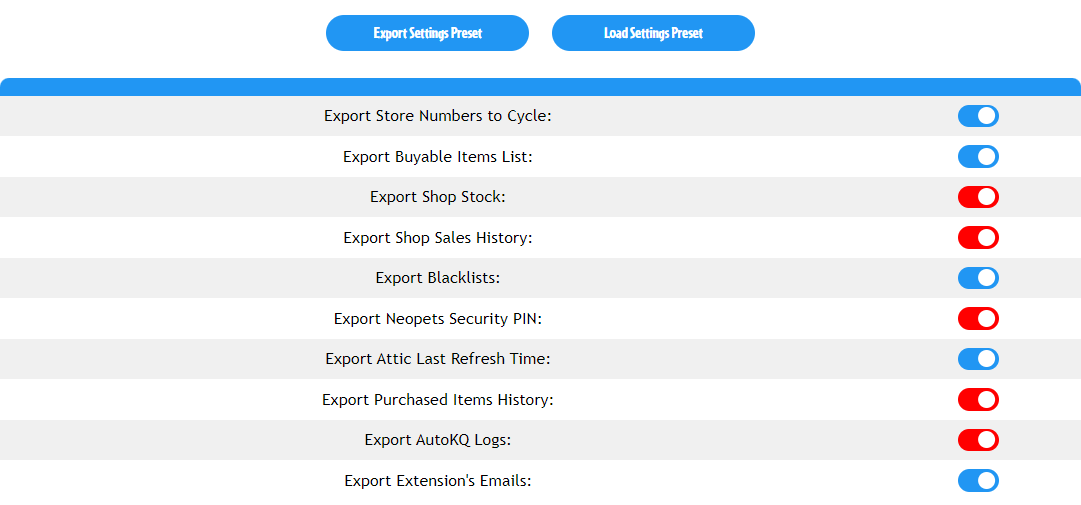 Export Settings Preset
Load Settings Preset
Export Store Numbers to Cycle:
Export Buyable Items List:
Export Shop Stock:
Export Shop Sales History:
Export Blacklists:
Export Neopets Security PIN:
Export Attic Last Refresh Time:
Export Purchased Items History:
Export AutoKQ Logs:
Export Extension's Emails: